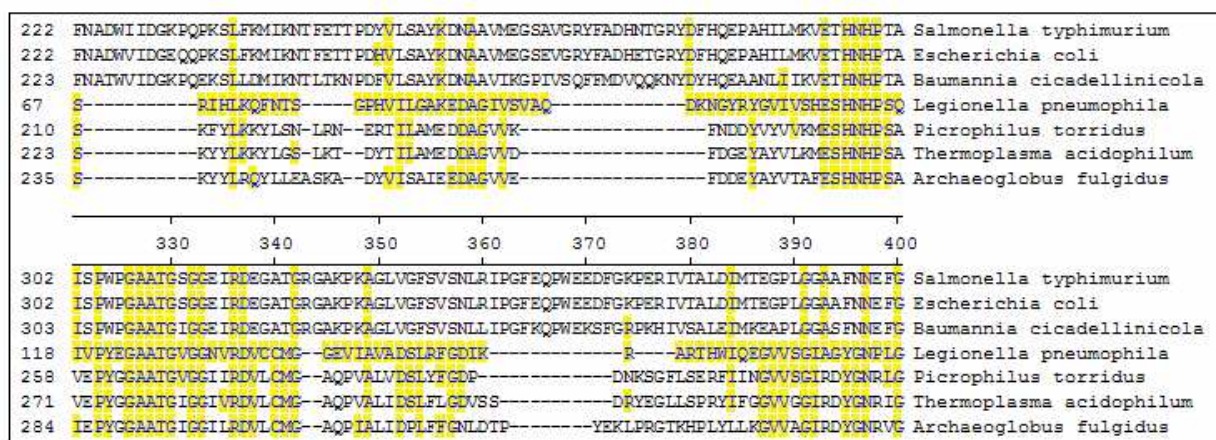 222 FNADWIIDGKPQPKSLFKMIKNTFETTPDYVLSAYKDNAAVMEGSAVGRYFADHNTGRYDFHQEPAHILMKVETHNHPTA Salmonella typhimurium
222 FNADWVIDGEQQPKSLFKMIKNTFETTPDHVLSAYKDNAAVMEGSEVGRYFADHETGRYDFHQEPAHILMKVETHNHPTA Escherichia coli
223 FNATWVIDGKPQEKSLLDMIKNTLTKNPDFVLSAYKDNAAVIKGPIVSQFFMDVQQKNYDYHQEAANLIIKVETHNHPTA Baumannia cicadellinicola
67 S-----------RIHLKQFNTS-----GPHVILGAKEDAGIVSVAQ-------------DKNGYRYGVIVSHESHNHPSQ Legionella pneumophila
210 S-----------KFYLKKYLSN-LRN--ERTILAMEDDAGVVK------------------FNDDYVYVVKMESHNHPSA Picrophilus torridus
223 S-----------KYYLKKYLGS-LKT--DYTILAMEDDAGVVD------------------FDGEYAYVLKMESHNHPSA Thermoplasma acidophilum
235 S-----------KYYLRQYLLEASKA--DYVISAIEDDAGVVE------------------FDDEYAYVTAFESHNHPSA Archaeoglobus fulgidus
330 340 350 360 370 380 390 400
302 ISPWPGAATGSGGEIRDEGATGRGAKPKAGLVGFSVSNLRIPGFEQPWEEDFGKPERIVTALDIMTEGPLGGAAFNNEFG Salmonella typhimurium
302 ISPWPGAATGSGGEIRDEGATGRGAKPKAGLVGFSVSNLRIPGFEQPWEEDFGKPERIVTALDIMTEGPLGGAAFNNEFG Escherichia coli
303 ISPWPGAATGIGGEIRDEGATGRGAKPKAGLVGFSVSNLLIPGFKQPWEKSFGRPKHIVSALEIMKEAPLGGASFNNEFG Baumannia cicadellinicola
118 IVPYEGAATGVGGNVRDVCCMG--GEVIAVADSLRFGDIK-------------R----ARTHWIQEGVVSGIAGYGNPLG Legionella pneumophila
258 VEPYGGAATGVGGIIRDVLCMG--AQPVALVDSLYFGDP-------------DNKSGFLSERFIINGVVSGIRDYGNRLG Picrophilus torridus
271 VEPYGGAATGIGGIVRDVLCMG--AQPVALIDSLFLGDVSS-----------DRYEGLLSPRYIFGGVVGGIRDYGNRIG Thermoplasma acidophilum
284 IEPYGGAATGIGGILRDVLCMG--AQPIALIDPLFFGNLDTP--------YEKLPRGTKHPLYLLKGVVAGIRDYGNRVG Archaeoglobus fulgidus